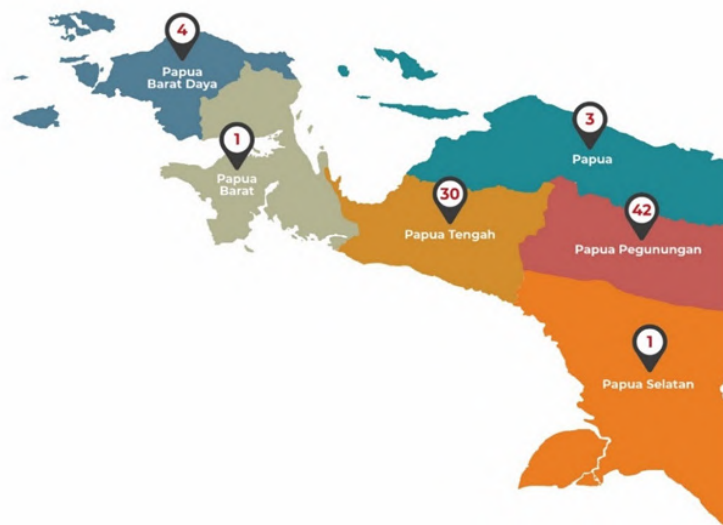 4
Papua
Barat Daya
1
Papua
Barat
3
Papua
30
Papua Tengah
42
Papua Pegunungan
1
Papua Selatan